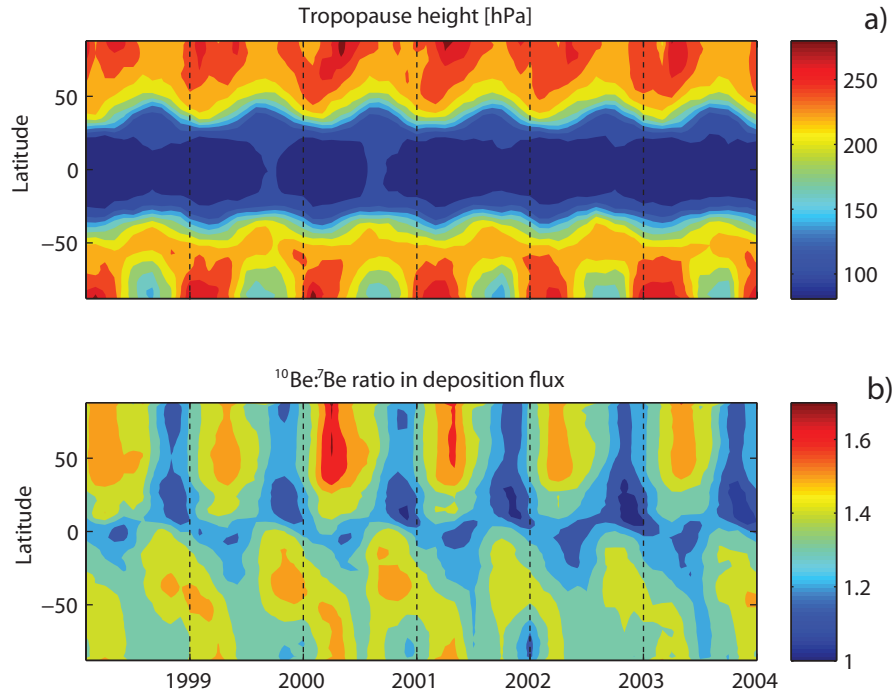 Tropopause height [hPa]
a)
Latitude
50
0
−50
250
200
150
100
¹⁰Be:⁷Be ratio in deposition flux
b)
Latitude
50
0
−50
1.6
1.4
1.2
1
1999 2000 2001 2002 2003 2004